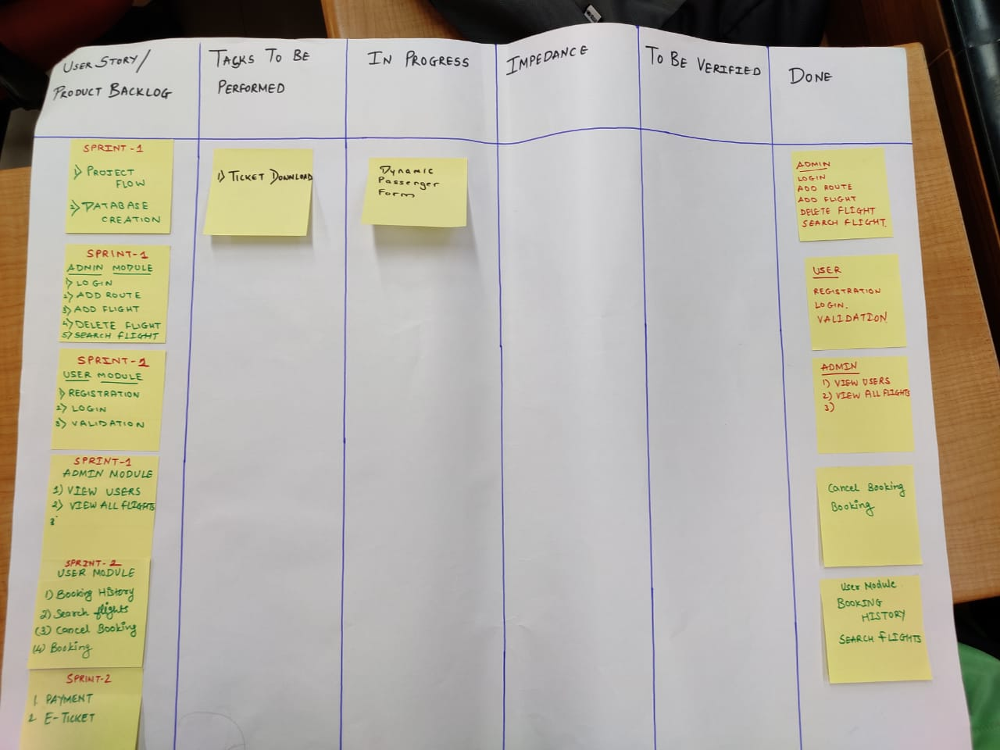 USER STORY/
PRODUCT BACKLOG
TASKS TO BE
PERFORMED
IN PROGRESS
IMPEDANCE
TO BE VERIFIED
DONE
SPRINT-1
1) PROJECT
FLOW
2) DATABASE
CREATION
SPRINT-1
ADMIN MODULE
1) LOGIN
2) ADD ROUTE
3) ADD FLIGHT
4) DELETE FLIGHT
5) SEARCH FLIGHT
SPRINT-1
USER MODULE
1) REGISTRATION
2) LOGIN
3) VALIDATION
SPRINT-1
ADMIN MODULE
1) VIEW USERS
2) VIEW ALL FLIGHTS
3
SPRINT-2
USER MODULE
1) Booking History
2) Search flights
(3) Cancel Booking
(4) Booking
SPRINT-2
1. PAYMENT
2 E-TICKET
1) TICKET DOWNLOAD
Dynamic
Passenger
Form
ADMIN
LOGIN
ADD ROUTE
ADD FLIGHT
DELETE FLIGHT
SEARCH FLIGHT.
USER
REGISTRATION
LOGIN.
VALIDATION
ADMIN
1) VIEW USERS
2) VIEW ALL FLIGHTS
3)
Cancel Booking
Booking
User Module
BOOKING
HISTORY
SEARCH FLIGHTS